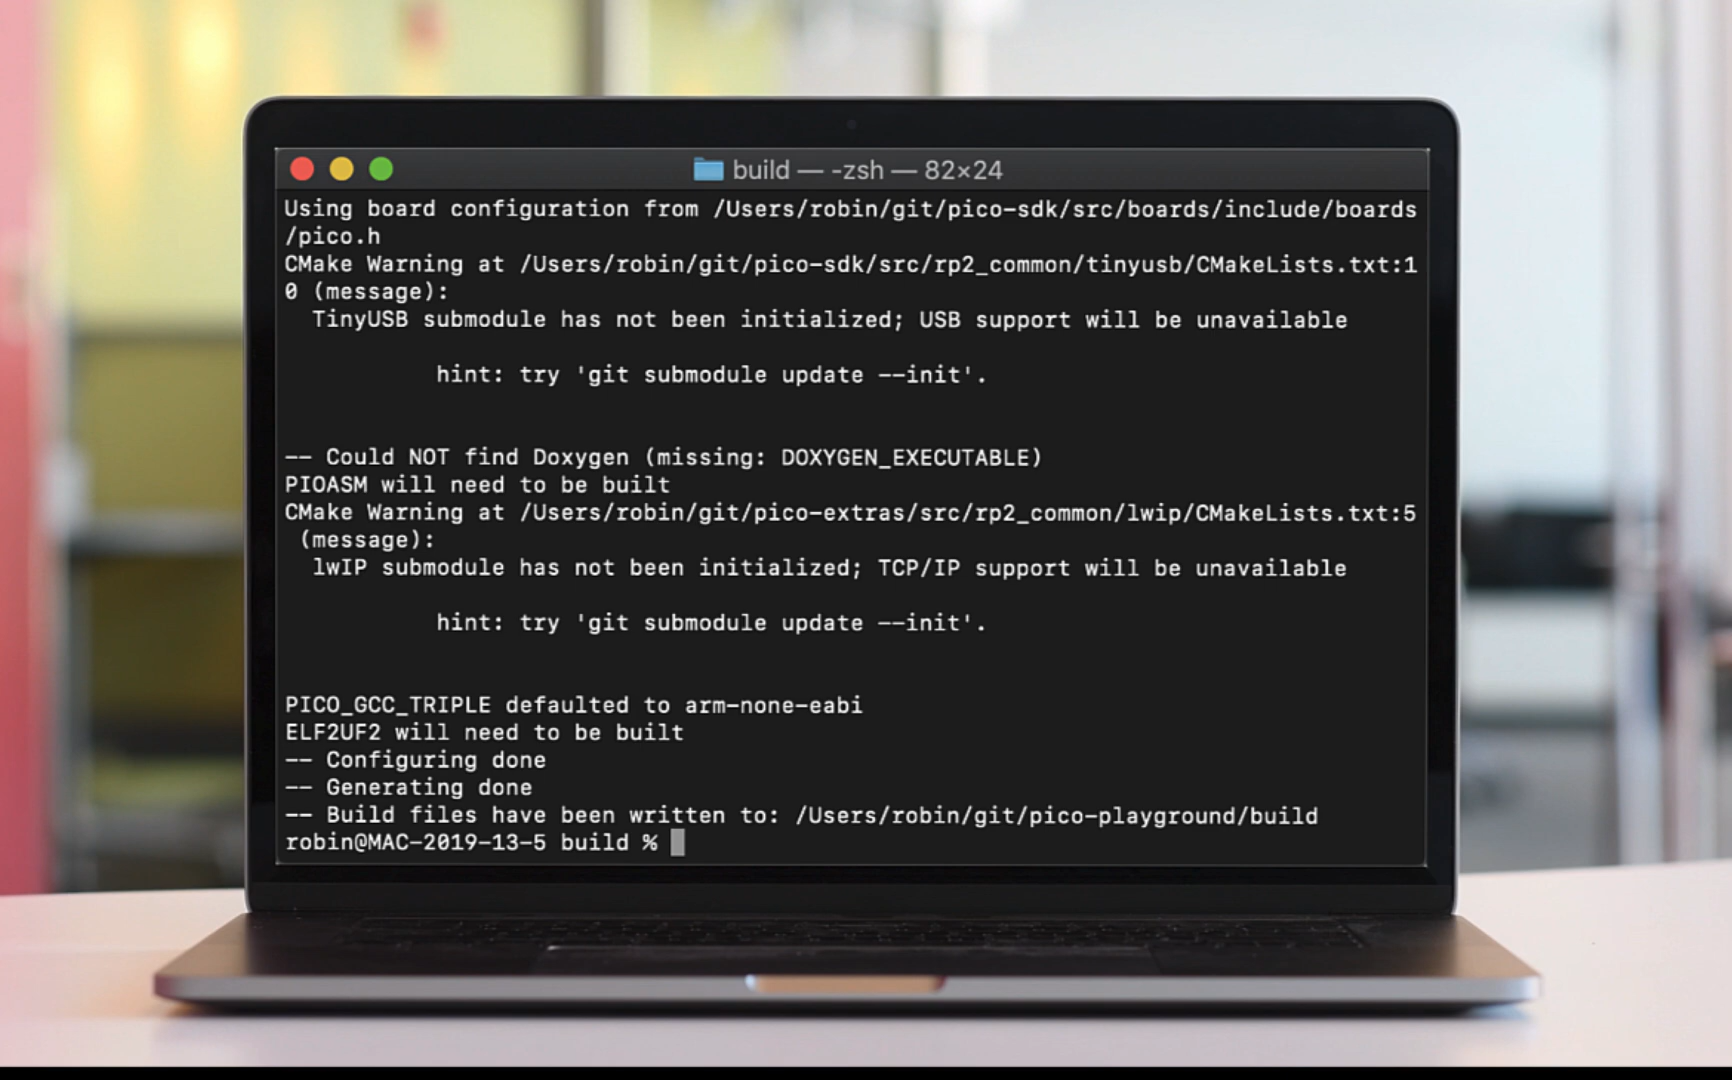 build — -zsh — 82×24
Using board configuration from /Users/robin/git/pico-sdk/src/boards/include/boards
/pico.h
CMake Warning at /Users/robin/git/pico-sdk/src/rp2_common/tinyusb/CMakeLists.txt:1
0 (message):
  TinyUSB submodule has not been initialized; USB support will be unavailable
           hint: try 'git submodule update --init'.
-- Could NOT find Doxygen (missing: DOXYGEN_EXECUTABLE)
PIOASM will need to be built
CMake Warning at /Users/robin/git/pico-extras/src/rp2_common/lwip/CMakeLists.txt:5
 (message):
  lwIP submodule has not been initialized; TCP/IP support will be unavailable
           hint: try 'git submodule update --init'.
PICO_GCC_TRIPLE defaulted to arm-none-eabi
ELF2UF2 will need to be built
-- Configuring done
-- Generating done
-- Build files have been written to: /Users/robin/git/pico-playground/build
robin@MAC-2019-13-5 build %